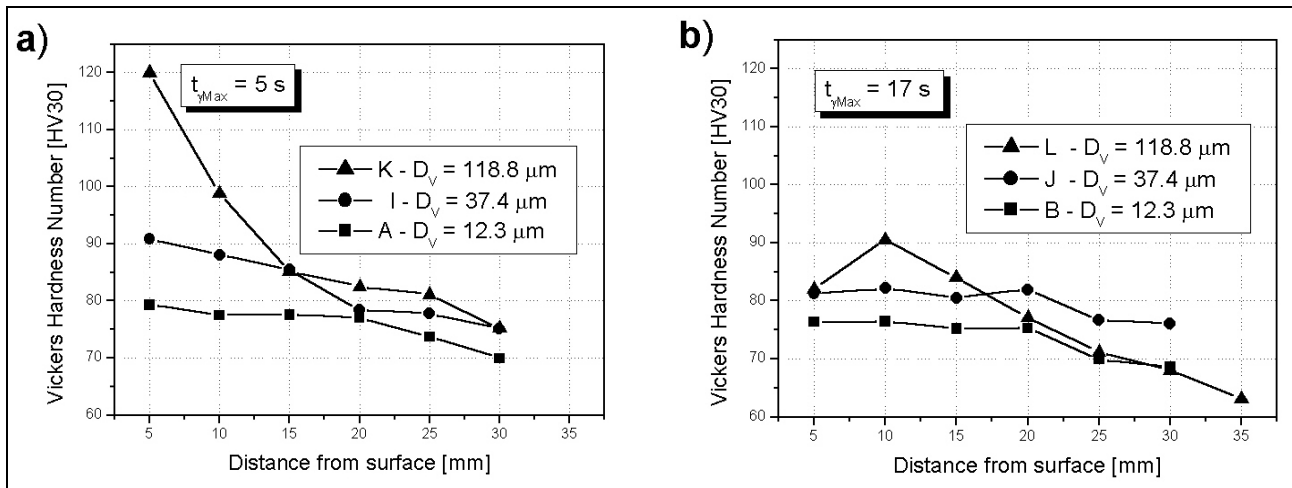 a)
t_γMax = 5 s
K - D_V = 118.8 μm
I - D_V = 37.4 μm
A - D_V = 12.3 μm
Vickers Hardness Number [HV30]
120
110
100
90
80
70
60
5 10 15 20 25 30 35
Distance from surface [mm]
b)
t_γMax = 17 s
L - D_V = 118.8 μm
J - D_V = 37.4 μm
B - D_V = 12.3 μm
Vickers Hardness Number [HV30]
120
110
100
90
80
70
60
5 10 15 20 25 30 35
Distance from surface [mm]